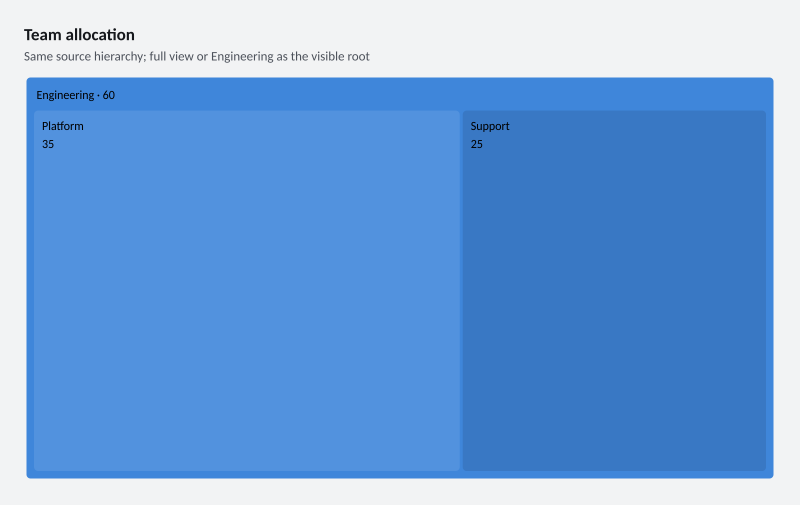 Team allocation
Same source hierarchy; full view or Engineering as the visible root
Engineering · 60
Platform
35
Support
25